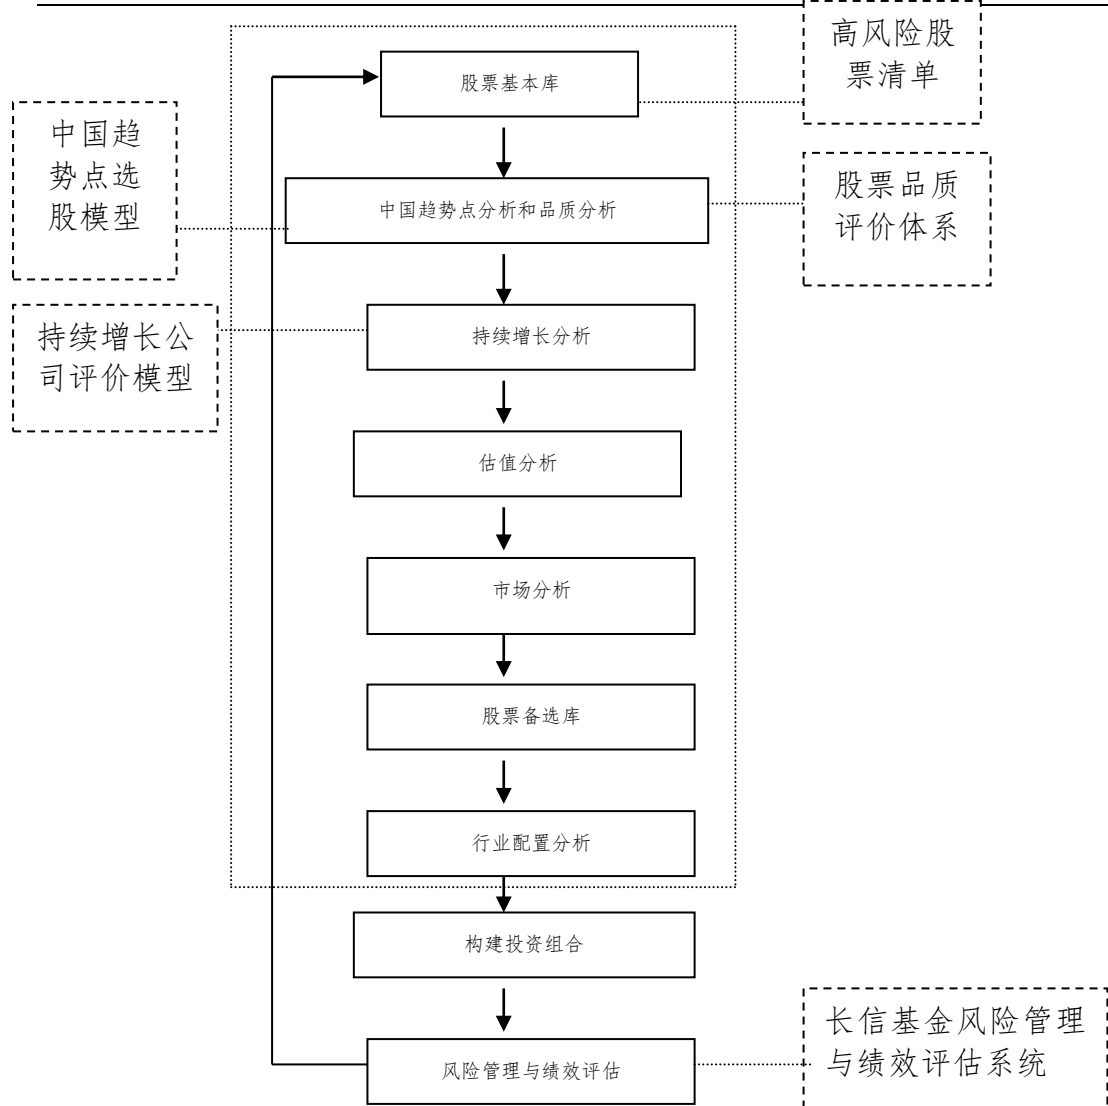 高风险股
票清单
股票基本库
中国趋
势点选
股模型
股票品质
评价体系
中国趋势点分析和品质分析
持续增长公
司评价模型
持续增长分析
估值分析
市场分析
股票备选库
行业配置分析
构建投资组合
长信基金风险管理
与绩效评估系统
风险管理与绩效评估